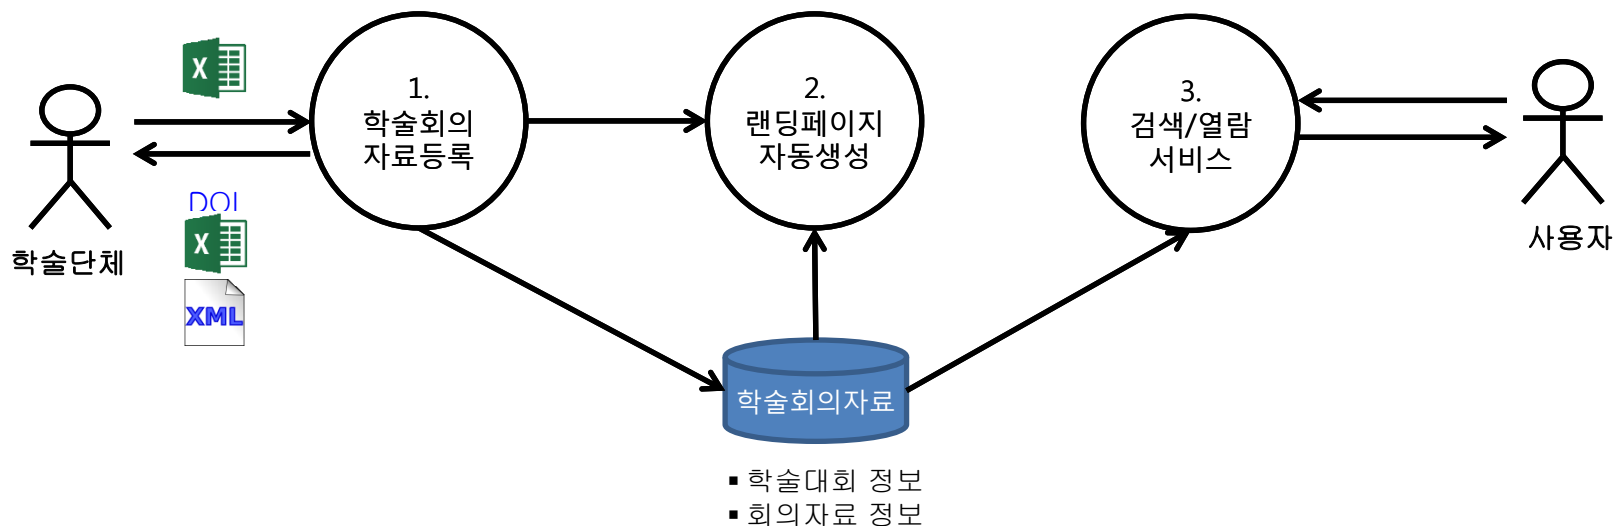 1.
학술회의
자료등록
2.
랜딩페이지
자동생성
3.
검색/열람
서비스
X
DOI
X
XML
학술단체
사용자
학술회의자료
▪ 학술대회 정보
▪ 회의자료 정보